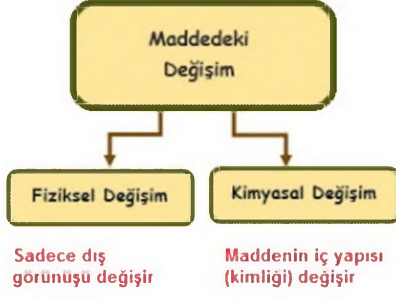 Maddedeki
Değişim
Fiziksel Değişim
Kimyasal Değişim
Sadece dış
görünüşü değişir
Maddenin iç yapısı
(kimliği) değişir